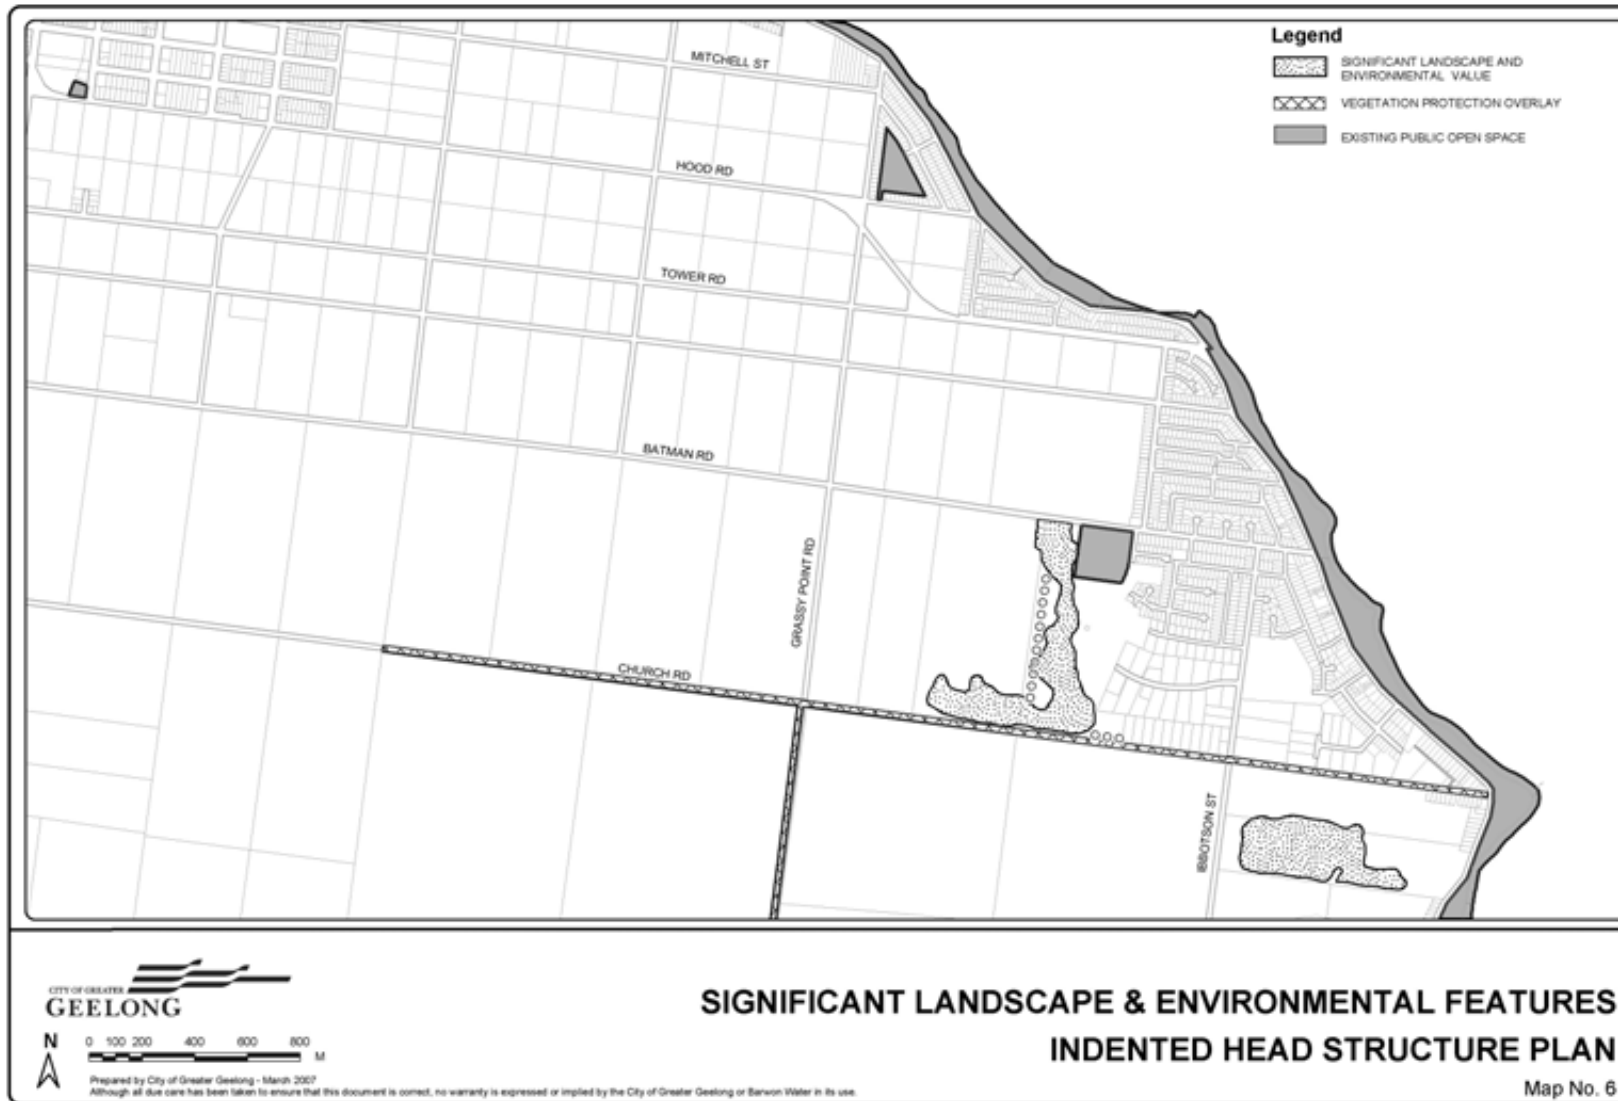 Legend
SIGNIFICANT LANDSCAPE AND
ENVIRONMENTAL VALUE
VEGETATION PROTECTION OVERLAY
EXISTING PUBLIC OPEN SPACE
MITCHELL ST
HOOD RD
TOWER RD
BATMAN RD
GRASSY POINT RD
CHURCH RD
IBBOTSON ST
CITY OF GREATER
GEELONG
N
0 100 200 400 600 800
M
Prepared by City of Greater Geelong - March 2007
Although all due care has been taken to ensure that this document is correct, no warranty is expressed or implied by the City of Greater Geelong or Barwon Water in its use.
SIGNIFICANT LANDSCAPE & ENVIRONMENTAL FEATURES
INDENTED HEAD STRUCTURE PLAN
Map No. 6